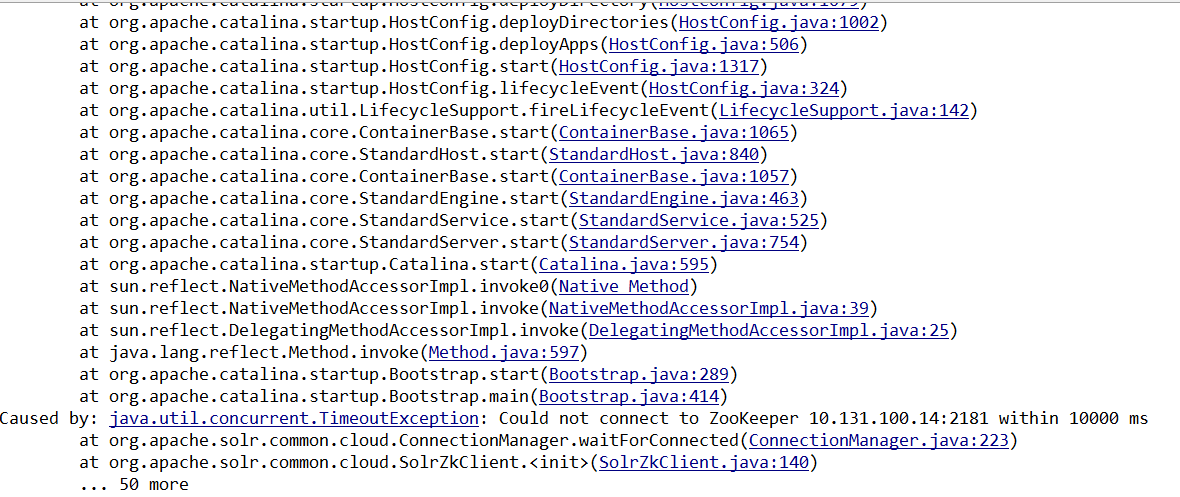 at org.apache.catalina.startup.HostConfig.deployDirectory(HostConfig.java:1079)
at org.apache.catalina.startup.HostConfig.deployDirectories(HostConfig.java:1002)
at org.apache.catalina.startup.HostConfig.deployApps(HostConfig.java:506)
at org.apache.catalina.startup.HostConfig.start(HostConfig.java:1317)
at org.apache.catalina.startup.HostConfig.lifecycleEvent(HostConfig.java:324)
at org.apache.catalina.util.LifecycleSupport.fireLifecycleEvent(LifecycleSupport.java:142)
at org.apache.catalina.core.ContainerBase.start(ContainerBase.java:1065)
at org.apache.catalina.core.StandardHost.start(StandardHost.java:840)
at org.apache.catalina.core.ContainerBase.start(ContainerBase.java:1057)
at org.apache.catalina.core.StandardEngine.start(StandardEngine.java:463)
at org.apache.catalina.core.StandardService.start(StandardService.java:525)
at org.apache.catalina.core.StandardServer.start(StandardServer.java:754)
at org.apache.catalina.startup.Catalina.start(Catalina.java:595)
at sun.reflect.NativeMethodAccessorImpl.invoke0(Native Method)
at sun.reflect.NativeMethodAccessorImpl.invoke(NativeMethodAccessorImpl.java:39)
at sun.reflect.DelegatingMethodAccessorImpl.invoke(DelegatingMethodAccessorImpl.java:25)
at java.lang.reflect.Method.invoke(Method.java:597)
at org.apache.catalina.startup.Bootstrap.start(Bootstrap.java:289)
at org.apache.catalina.startup.Bootstrap.main(Bootstrap.java:414)
Caused by: java.util.concurrent.TimeoutException: Could not connect to ZooKeeper 10.131.100.14:2181 within 10000 ms
at org.apache.solr.common.cloud.ConnectionManager.waitForConnected(ConnectionManager.java:223)
at org.apache.solr.common.cloud.SolrZkClient.<init>(SolrZkClient.java:140)
... 50 more